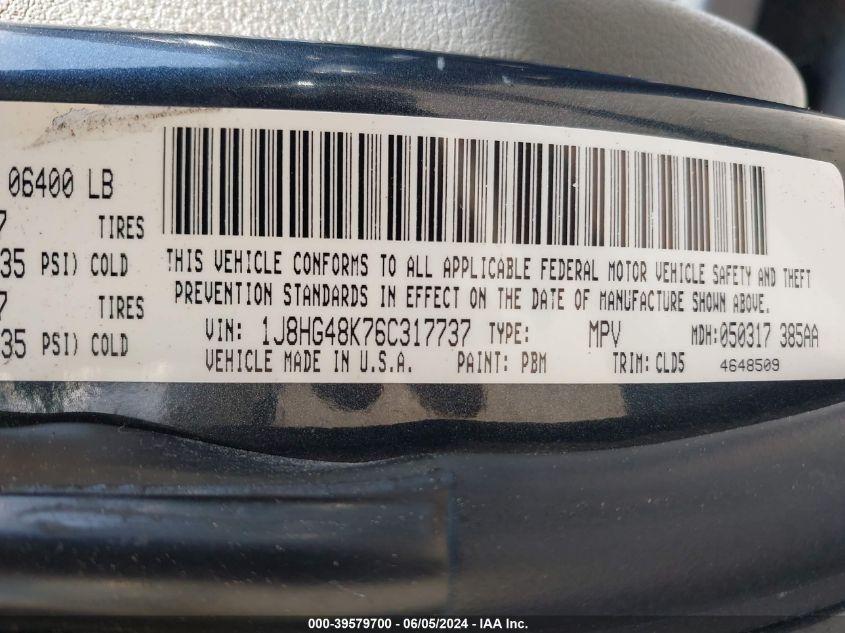 06400 LB
7 TIRES
35 PSI) COLD
7 TIRES
35 PSI) COLD
THIS VEHICLE CONFORMS TO ALL APPLICABLE FEDERAL MOTOR VEHICLE SAFETY AND THEFT
PREVENTION STANDARDS IN EFFECT ON THE DATE OF MANUFACTURE SHOWN ABOVE.
VIN: 1J8HG48K76C317737 TYPE: MPV MDH:050317 385AA
VEHICLE MADE IN U.S.A. PAINT: PBM TRIM: CLD5 4648509
000-39579700 - 06/05/2024 - IAA Inc.